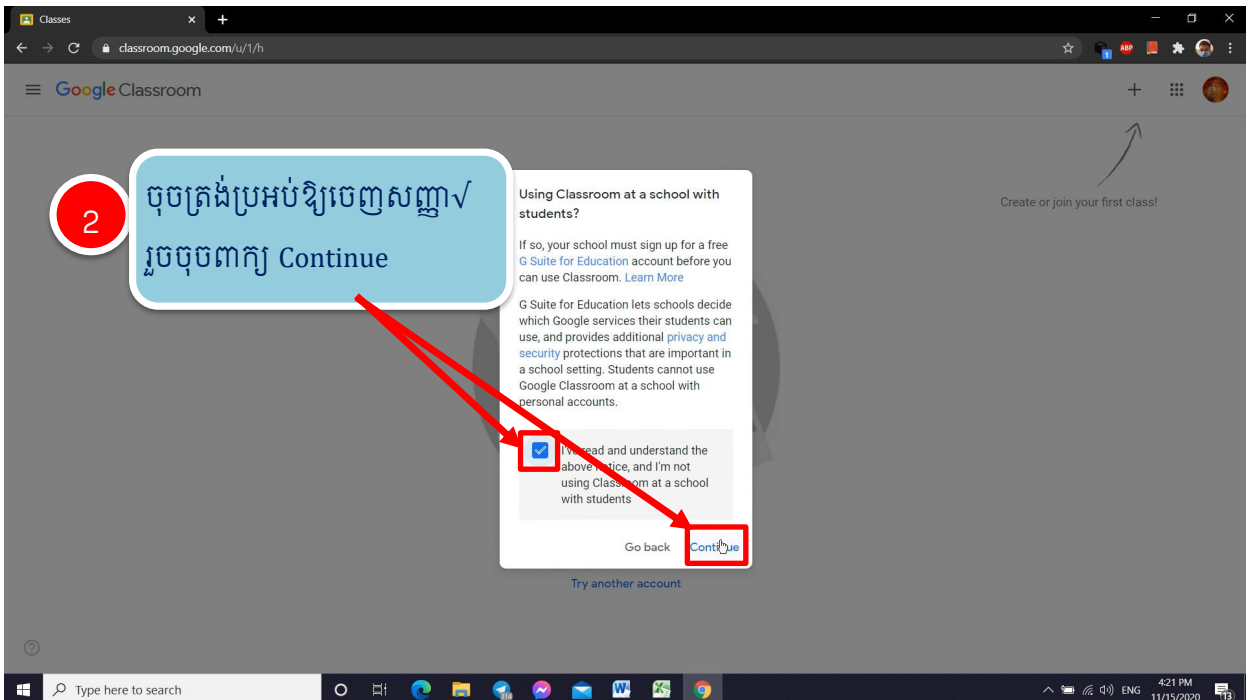 Classes
classroom.google.com/u/1/h
1
ABP
Google Classroom
2
ចុចត្រង់ប្រអប់ឱ្យចេញសញ្ញា√
រួចចុចពាក្យ Continue
Create or join your first class!
Using Classroom at a school with
students?
If so, your school must sign up for a free
G Suite for Education account before you
can use Classroom. Learn More
G Suite for Education lets schools decide
which Google services their students can
use, and provides additional privacy and
security protections that are important in
a school setting. Students cannot use
Google Classroom at a school with
personal accounts.
I've read and understand the
above notice, and I'm not
using Classroom at a school
with students
Go back Continue
Try another account
Type here to search
314
ENG
4:21 PM
11/15/2020
13